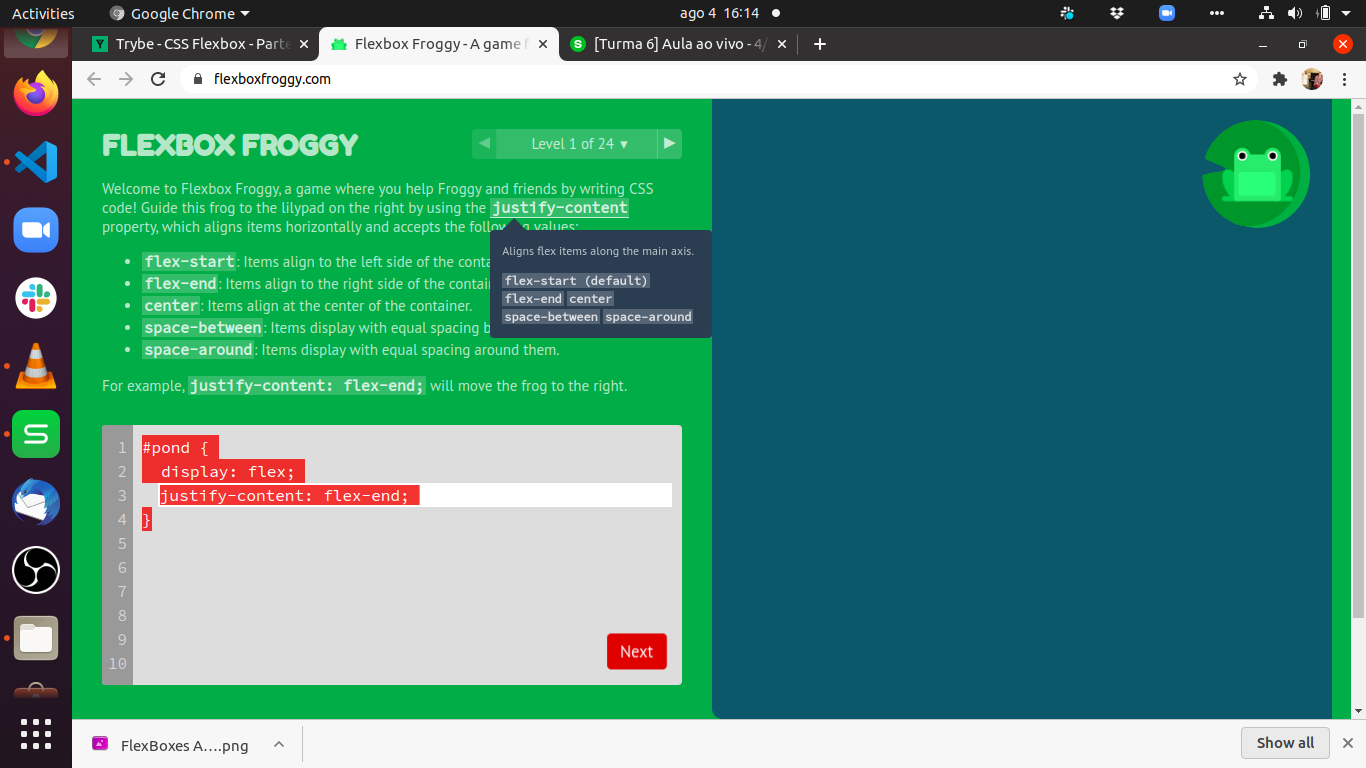 Activities
Google Chrome
ago 4 16:14
Trybe - CSS Flexbox - Parte
Flexbox Froggy - A game f
[Turma 6] Aula ao vivo - 4/
flexboxfroggy.com
FLEXBOX FROGGY
Level 1 of 24 ▼
Welcome to Flexbox Froggy, a game where you help Froggy and friends by writing CSS
code! Guide this frog to the lilypad on the right by using the justify-content
property, which aligns items horizontally and accepts the following values:
Aligns flex items along the main axis.
flex-start (default)
flex-end center
space-between space-around
• flex-start: Items align to the left side of the conta
• flex-end: Items align to the right side of the contai
• center: Items align at the center of the container.
• space-between: Items display with equal spacing b
• space-around: Items display with equal spacing around them.
For example, justify-content: flex-end; will move the frog to the right.
1 #pond {
2 display: flex;
3 justify-content: flex-end;
4 }
5
6
7
8
9
10
Next
FlexBoxes A....png
Show all